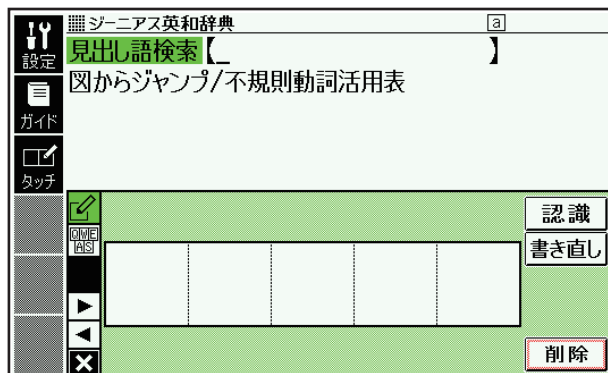 ジーニアス英和辞典
a
設定
見出し語検索【_ 】
図からジャンプ/不規則動詞活用表
ガイド
タッチ
認識
QWE
AS
書き直し
削除